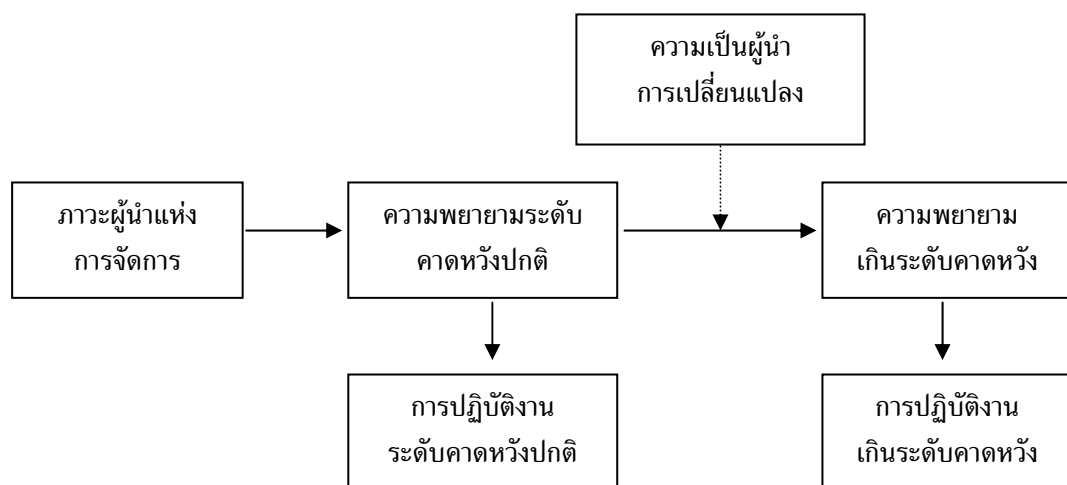 ความเป็นผู้นำ
การเปลี่ยนแปลง
ภาวะผู้นำแห่ง
การจัดการ
ความพยายามระดับ
คาดหวังปกติ
ความพยายาม
เกินระดับคาดหวัง
การปฏิบัติงาน
ระดับคาดหวังปกติ
การปฏิบัติงาน
เกินระดับคาดหวัง